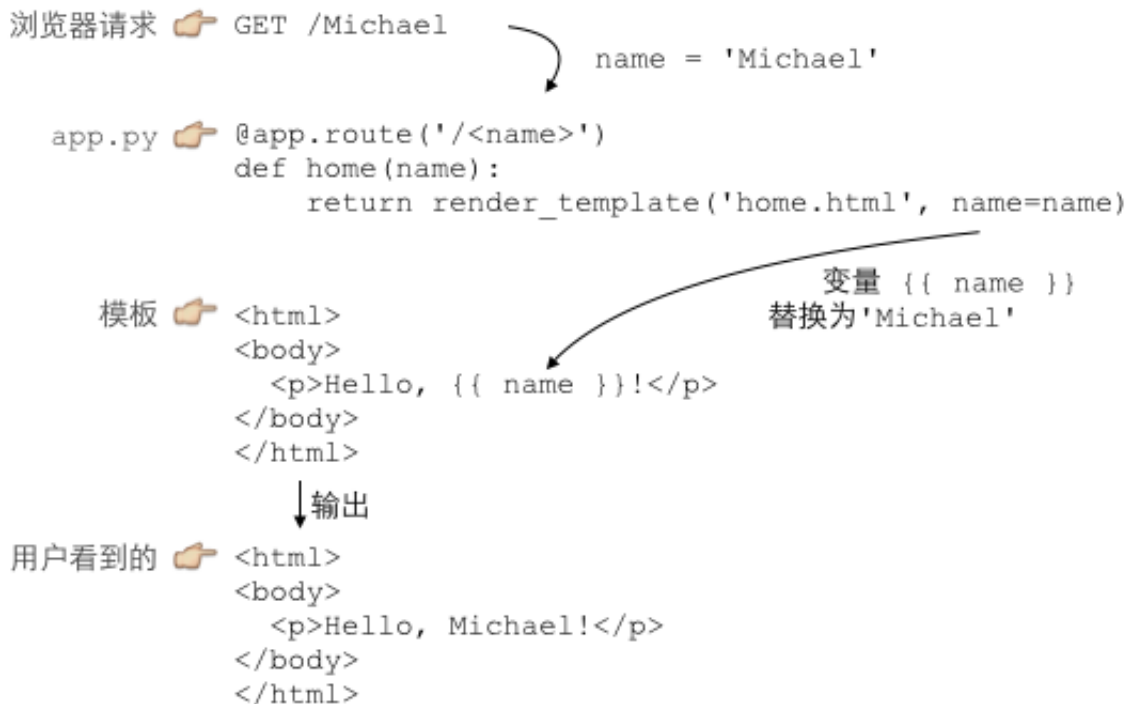 浏览器请求 👉 GET /Michael
name = 'Michael'
app.py 👉 @app.route('/<name>')
def home(name):
    return render_template('home.html', name=name)
变量 {{ name }}
替换为'Michael'
模板 👉 <html>
<body>
  <p>Hello, {{ name }}!</p>
</body>
</html>
输出
用户看到的 👉 <html>
<body>
  <p>Hello, Michael!</p>
</body>
</html>